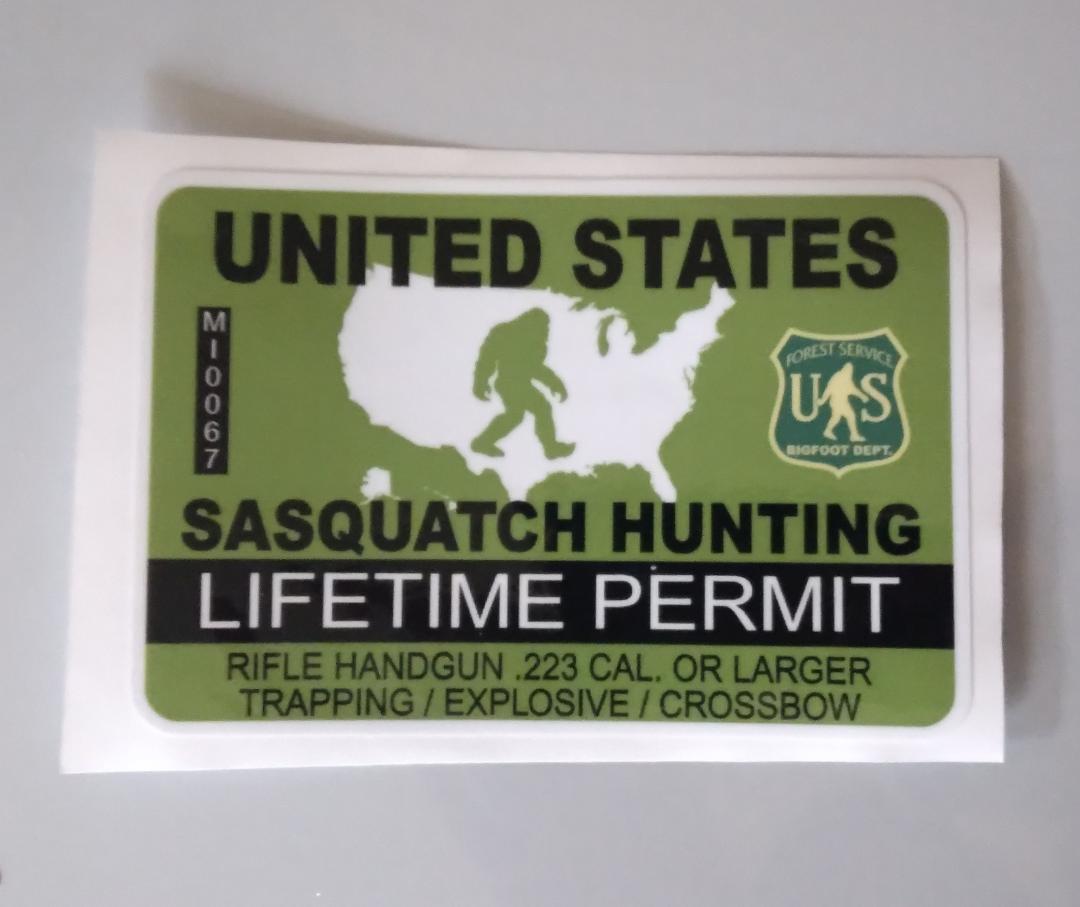 UNITED STATES
MI0067
FOREST SERVICE
US
BIGFOOT DEPT.
SASQUATCH HUNTING
LIFETIME PERMIT
RIFLE HANDGUN .223 CAL. OR LARGER
TRAPPING / EXPLOSIVE / CROSSBOW